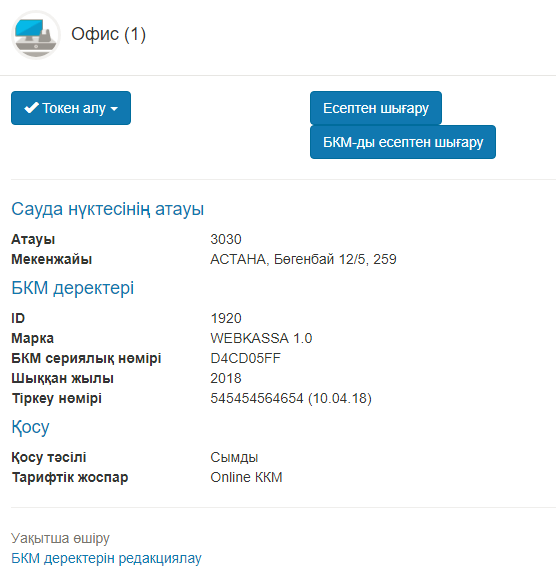 Офис (1)
Токен алу
Есептен шығару
БКМ-ды есептен шығару
Сауда нүктесінің атауы
Атауы 3030
Мекенжайы АСТАНА, Бөгенбай 12/5, 259
БКМ деректері
ID 1920
Марка WEBKASSA 1.0
БКМ сериялық нөмірі D4CD05FF
Шыққан жылы 2018
Тіркеу нөмірі 545454564654 (10.04.18)
Қосу
Қосу тәсілі Сымды
Тарифтік жоспар Online ККМ
Уақытша өшіру
БКМ деректерін редакциялау